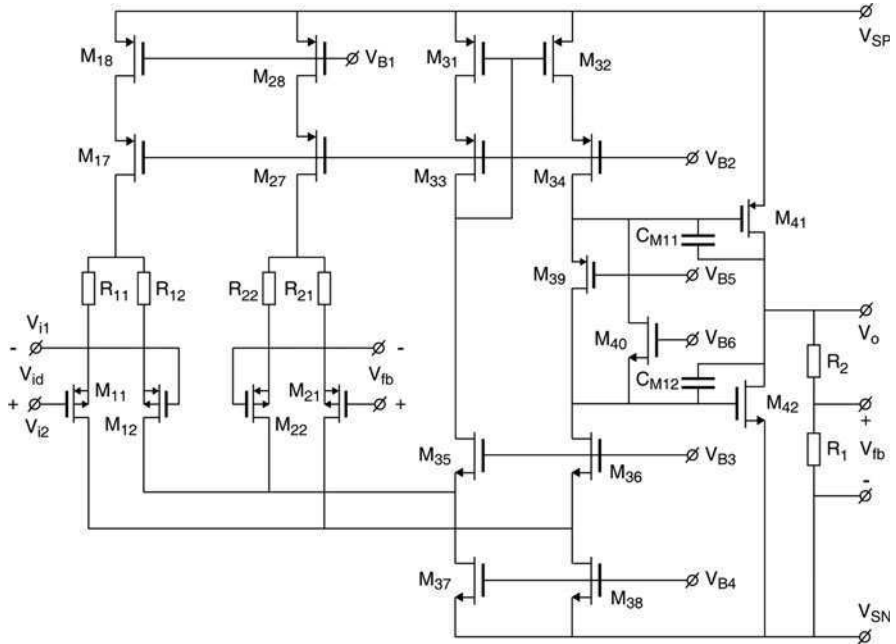 V_SP
M_18
M_28
V_B1
M_31
M_32
M_17
M_27
M_33
M_34
V_B2
C_M11
M_41
M_39
V_B5
R_11
R_12
R_22
R_21
V_i1
- 
V_id
+
V_i2
M_11
M_12
M_22
M_21
-
V_fb
+
M_40
V_B6
C_M12
M_42
V_o
R_2
+
V_fb
-
R_1
M_35
M_36
V_B3
M_37
M_38
V_B4
V_SN